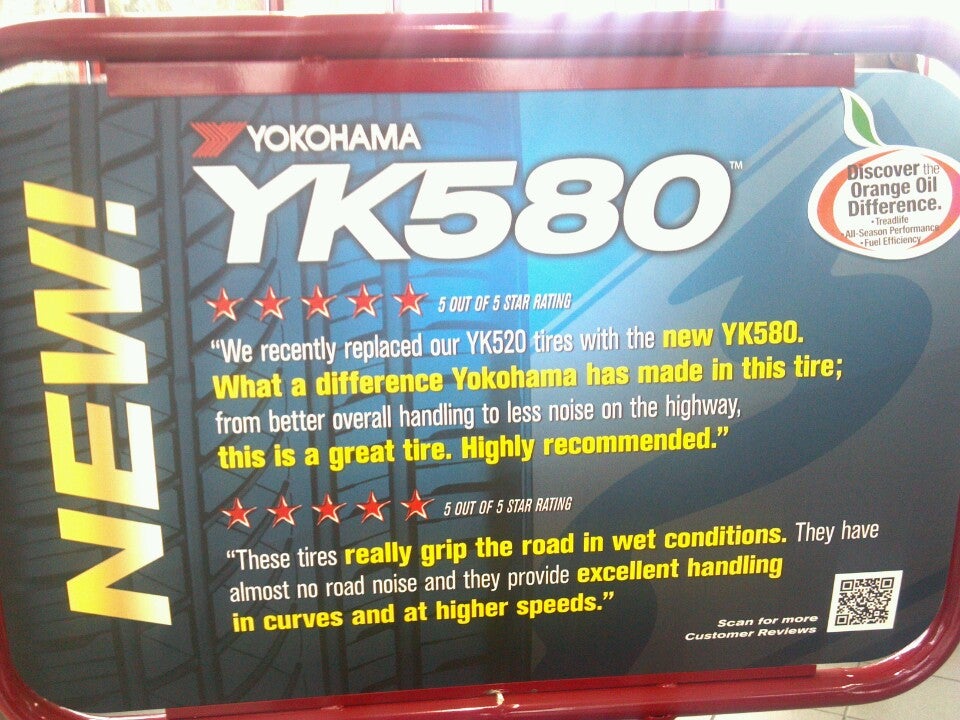 NEW!
YOKOHAMA
YK580™
Discover the
Orange Oil
Difference.
• Treadlife
• All-Season Performance
• Fuel Efficiency
5 OUT OF 5 STAR RATING
“We recently replaced our YK520 tires with the new YK580.
What a difference Yokohama has made in this tire;
from better overall handling to less noise on the highway,
this is a great tire. Highly recommended.”
5 OUT OF 5 STAR RATING
“These tires really grip the road in wet conditions. They have
almost no road noise and they provide excellent handling
in curves and at higher speeds.”
Scan for more
Customer Reviews